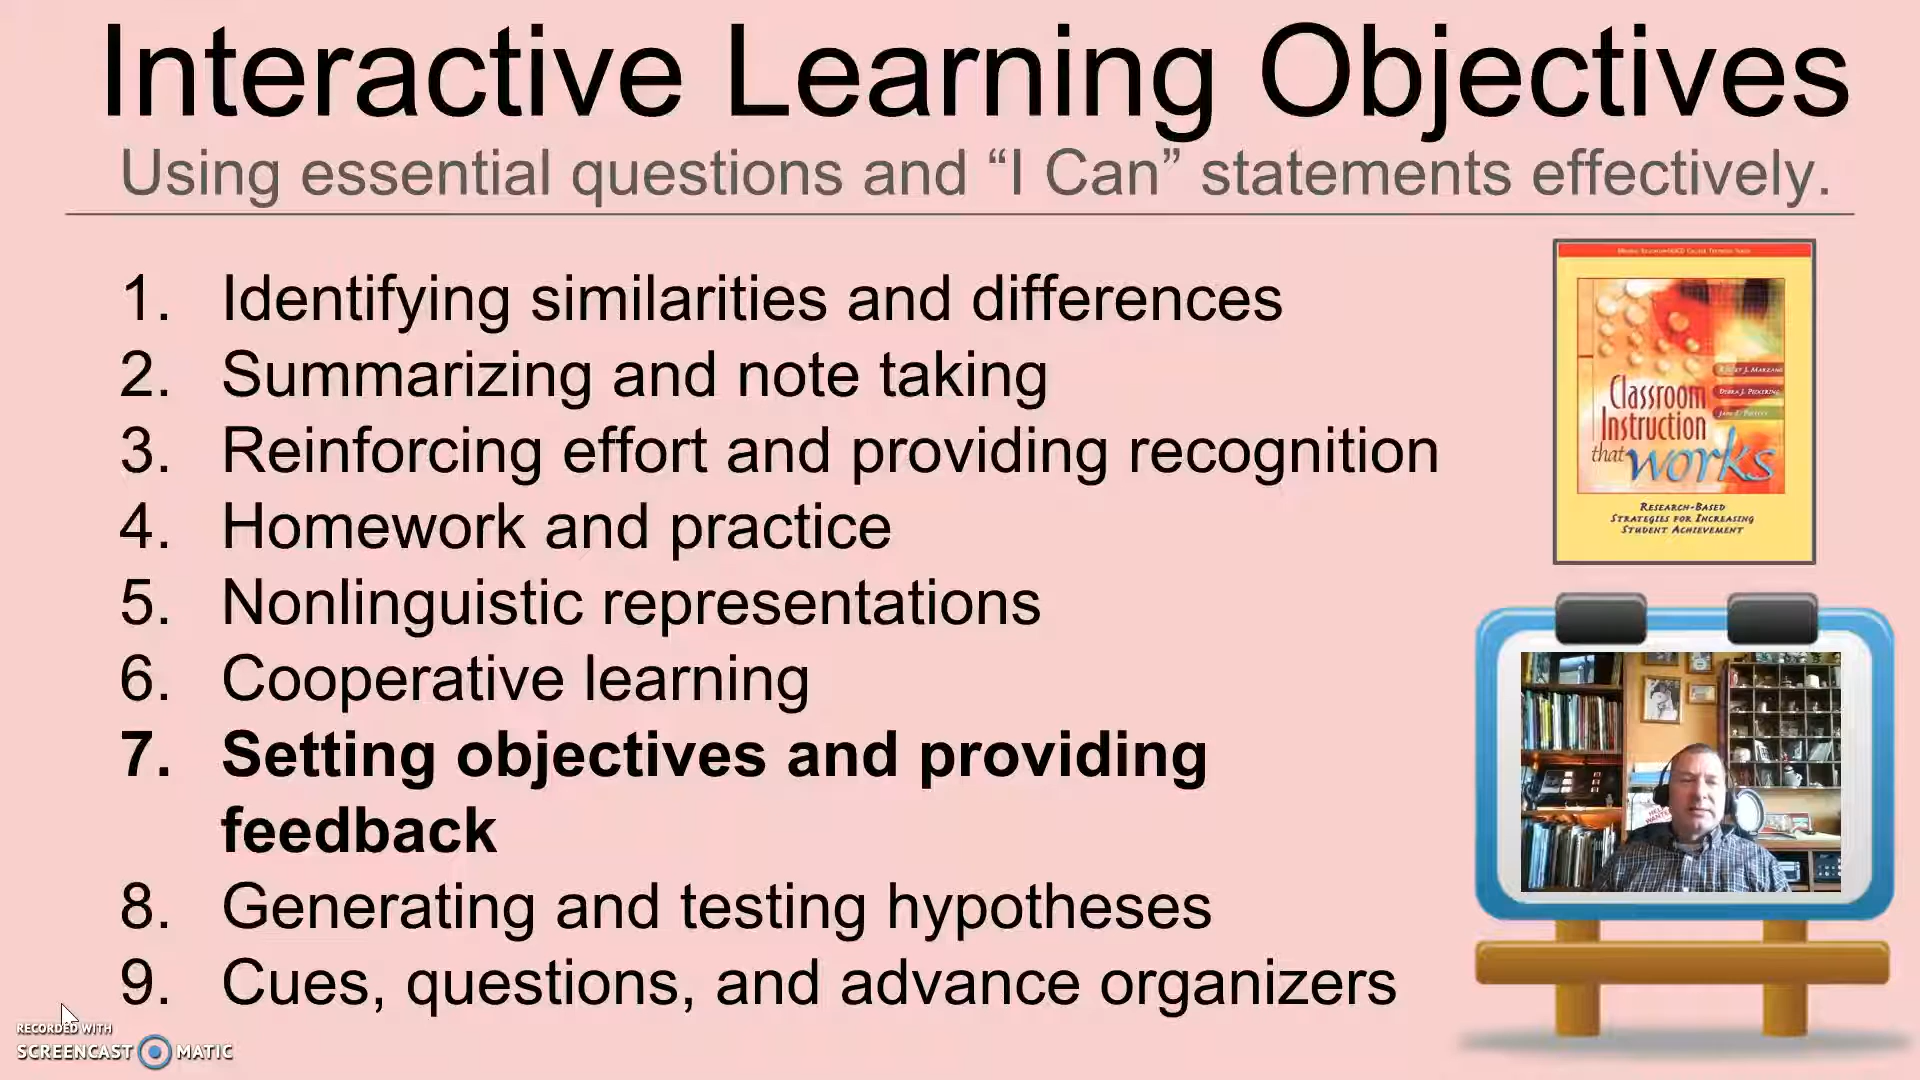 Interactive Learning Objectives
Using essential questions and “I Can” statements effectively.
1. Identifying similarities and differences
2. Summarizing and note taking
3. Reinforcing effort and providing recognition
4. Homework and practice
5. Nonlinguistic representations
6. Cooperative learning
7. Setting objectives and providing
feedback
8. Generating and testing hypotheses
9. Cues, questions, and advance organizers
Classroom
Instruction
that works
Research-Based
Strategies for Increasing
Student Achievement
RECORDED WITH
SCREENCAST MATIC